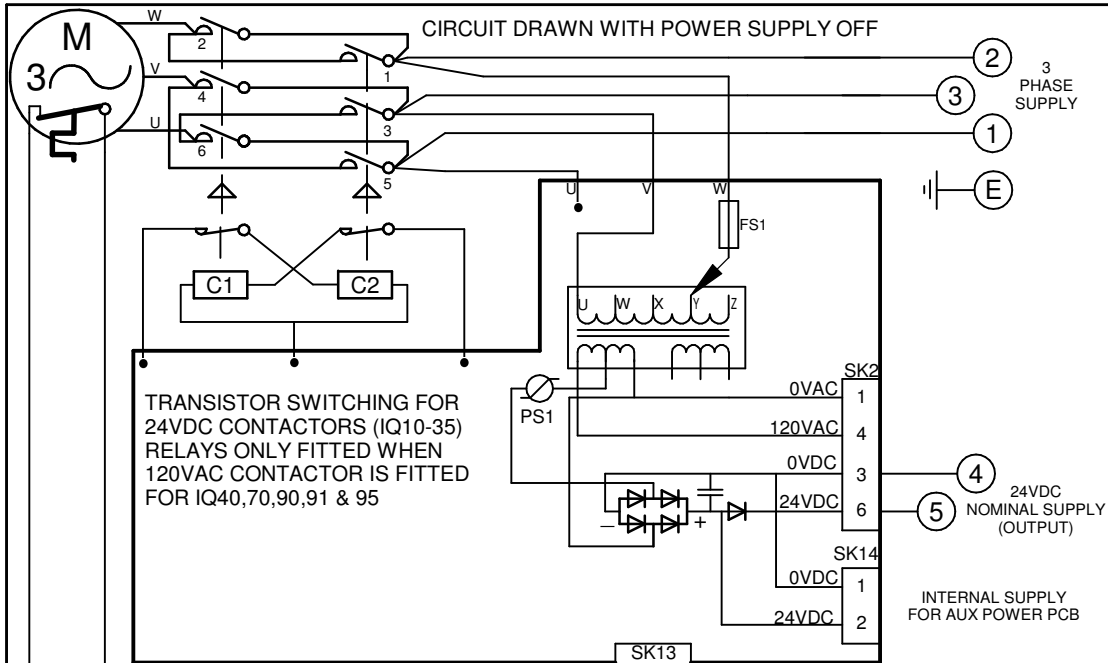 CIRCUIT DRAWN WITH POWER SUPPLY OFF
M
3
W
V
U
2
4
6
1
3
5
2
3
1
E
3
PHASE
SUPPLY
C1
C2
U
V
W
FS1
U
W
X
Y
Z
TRANSISTOR SWITCHING FOR
24VDC CONTACTORS (IQ10-35)
RELAYS ONLY FITTED WHEN
120VAC CONTACTOR IS FITTED
FOR IQ40,70,90,91 & 95
PS1
SK2
0VAC
1
120VAC
4
0VDC
3
24VDC
6
4
5
24VDC
NOMINAL SUPPLY
(OUTPUT)
–
+
SK14
0VDC
1
24VDC
2
INTERNAL SUPPLY
FOR AUX POWER PCB
SK13